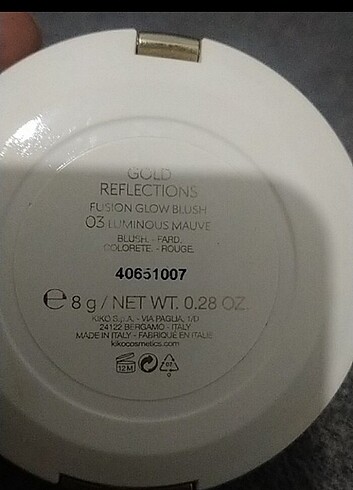 GOLD
REFLECTIONS
FUSION GLOW BLUSH
03 LUMINOUS MAUVE
BLUSH. - FARD.
COLORETE. - ROUGE.
40651007
℮ 8 g / NET WT. 0.28 OZ.
KIKO S.p.A. - VIA PAGLIA, 1/D
24122 BERGAMO - ITALY
MADE IN ITALY - FABRIQUÉ EN ITALIE
kikocosmetics.com
12 M